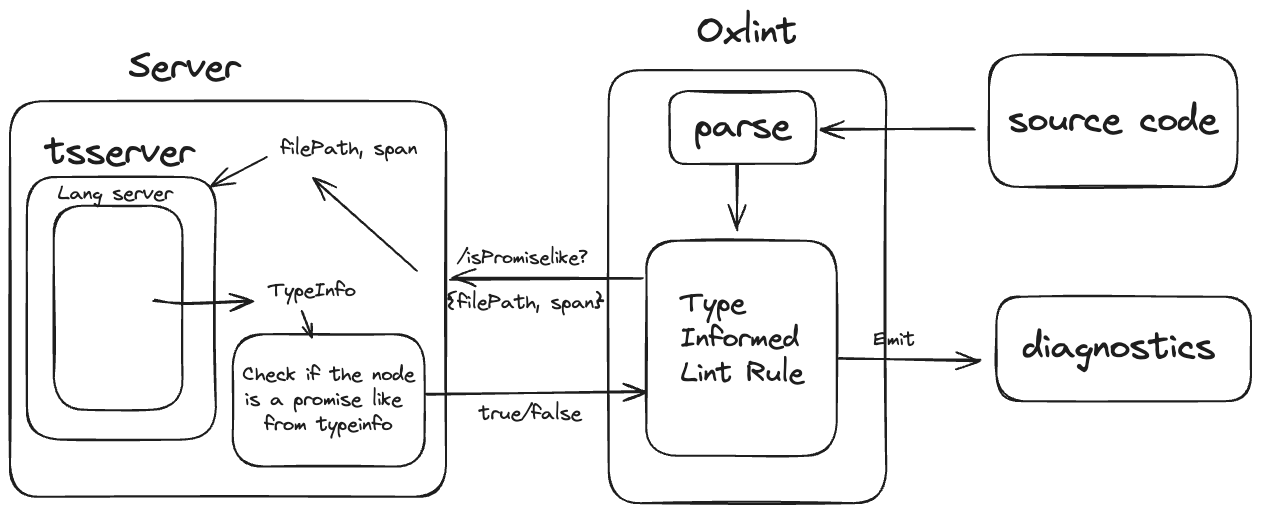 Oxlint
Server
source code
parse
tsserver
filePath, span
Lang server
/isPromiselike?
{filePath, span}
TypeInfo
Type
Informed
Lint Rule
Emit
diagnostics
Check if the node
is a promise like
from typeinfo
true/false